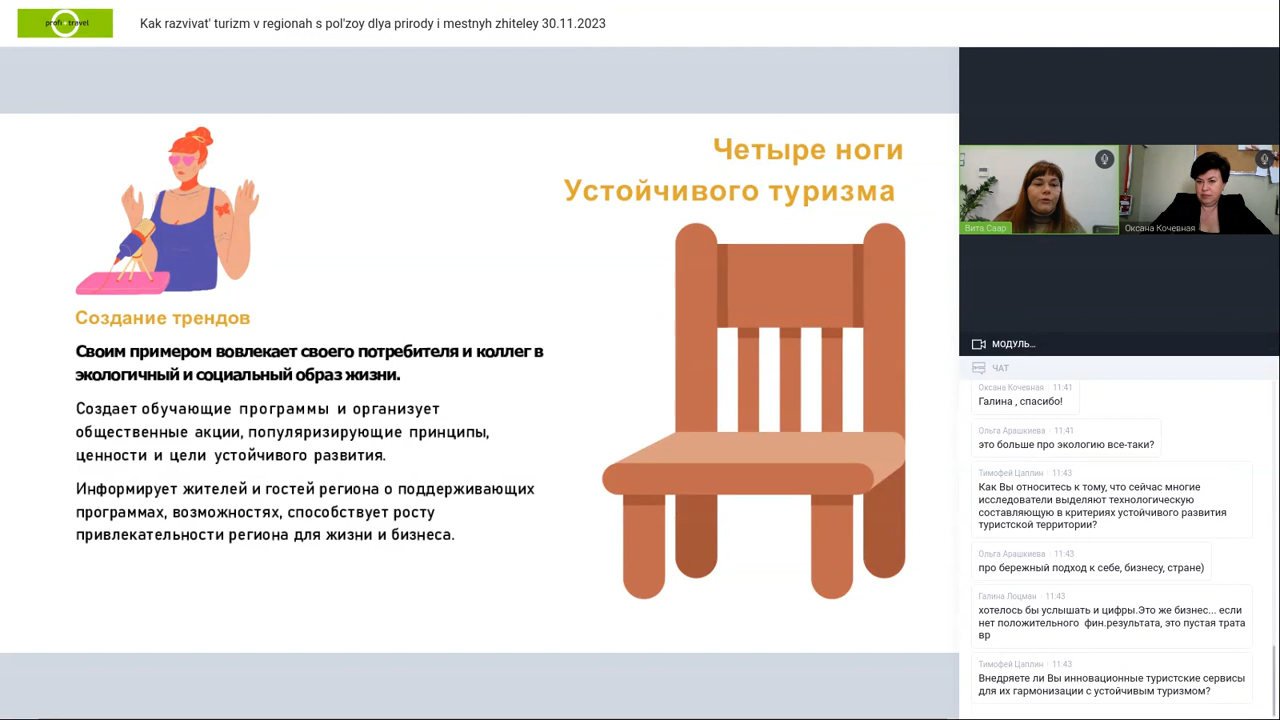 profi travel
Kak razvivat' turizm v regionah s pol'zoy dlya prirody i mestnyh zhiteley 30.11.2023
Четыре ноги
Устойчивого туризма
Создание трендов
Своим примером вовлекает своего потребителя и коллег в
экологичный и социальный образ жизни.
Создает обучающие программы и организует
общественные акции, популяризирующие принципы,
ценности и цели устойчивого развития.
Информирует жителей и гостей региона о поддерживающих
программах, возможностях, способствует росту
привлекательности региона для жизни и бизнеса.
Вита Саар
Оксана Кочевная
МОДУЛЬ...
ЧАТ
Оксана Кочевная · 11:41
Галина , спасибо!
Ольга Арашкиева · 11:41
это больше про экологию все-таки?
Тимофей Цаплин · 11:43
Как Вы относитесь к тому, что сейчас многие
исследователи выделяют технологическую
составляющую в критериях устойчивого развития
туристской территории?
Ольга Арашкиева · 11:43
про бережный подход к себе, бизнесу, стране)
Галина Лоцман · 11:43
хотелось бы услышать и цифры.Это же бизнес... если
нет положительного фин.результата, это пустая трата
вр
Тимофей Цаплин · 11:43
Внедряете ли Вы инновационные туристские сервисы
для их гармонизации с устойчивым туризмом?